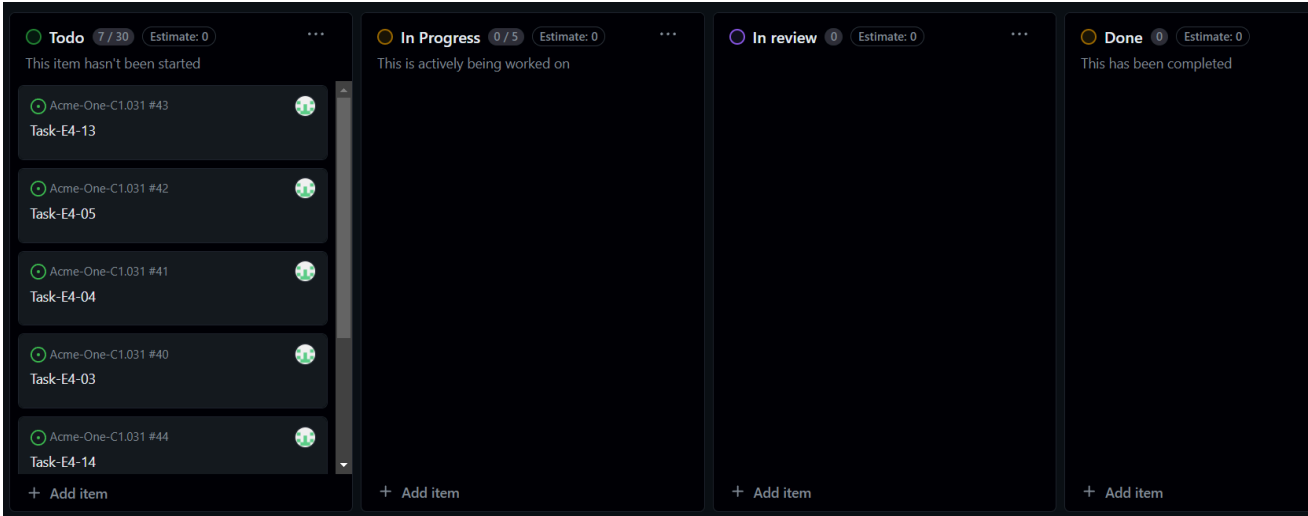 Todo 7 / 30 Estimate: 0
This item hasn't been started
Acme-One-C1.031 #43
Task-E4-13
Acme-One-C1.031 #42
Task-E4-05
Acme-One-C1.031 #41
Task-E4-04
Acme-One-C1.031 #40
Task-E4-03
Acme-One-C1.031 #44
Task-E4-14
+ Add item
In Progress 0 / 5 Estimate: 0
This is actively being worked on
+ Add item
In review 0 Estimate: 0
+ Add item
Done 0 Estimate: 0
This has been completed
+ Add item